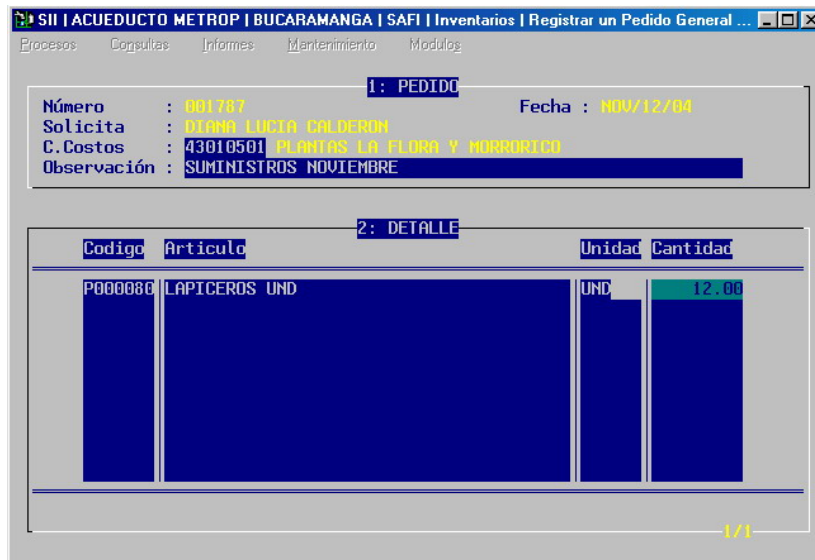 SII | ACUEDUCTO METROP | BUCARAMANGA | SAFI | Inventarios | Registrar un Pedido General ...
Procesos Consultas Informes Mantenimiento Modulos
1: PEDIDO
Número : 001787 Fecha : NOV/12/04
Solicita : DIANA LUCIA CALDERON
C.Costos : 43010501 PLANTAS LA FLORA Y MORRORICO
Observación : SUMINISTROS NOVIEMBRE
2: DETALLE
Codigo Articulo Unidad Cantidad
P000080 LAPICEROS UND UND 12.00
1/1